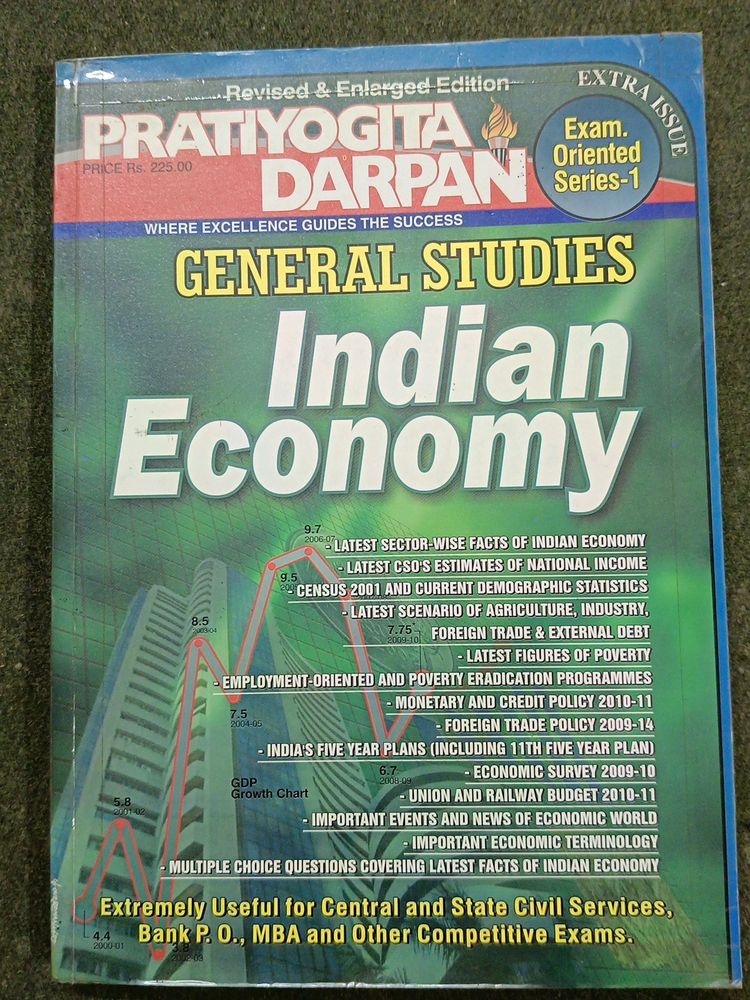 Revised & Enlarged Edition
EXTRA ISSUE
PRATIYOGITA
DARPAN
PRICE Rs. 225.00
Exam.
Oriented
Series-1
WHERE EXCELLENCE GUIDES THE SUCCESS
GENERAL STUDIES
Indian
Economy
9.7
2006-07
- LATEST SECTOR-WISE FACTS OF INDIAN ECONOMY
- LATEST CSO'S ESTIMATES OF NATIONAL INCOME
9.5
- CENSUS 2001 AND CURRENT DEMOGRAPHIC STATISTICS
- LATEST SCENARIO OF AGRICULTURE, INDUSTRY,
8.5
2003-04
7.75
2009-10
FOREIGN TRADE & EXTERNAL DEBT
- LATEST FIGURES OF POVERTY
- EMPLOYMENT-ORIENTED AND POVERTY ERADICATION PROGRAMMES
- MONETARY AND CREDIT POLICY 2010-11
7.5
2004-05
- FOREIGN TRADE POLICY 2009-14
- INDIA'S FIVE YEAR PLANS (INCLUDING 11TH FIVE YEAR PLAN)
6.7
2008-09
- ECONOMIC SURVEY 2009-10
GDP
Growth Chart
- UNION AND RAILWAY BUDGET 2010-11
5.8
2001-02
- IMPORTANT EVENTS AND NEWS OF ECONOMIC WORLD
- IMPORTANT ECONOMIC TERMINOLOGY
- MULTIPLE CHOICE QUESTIONS COVERING LATEST FACTS OF INDIAN ECONOMY
Extremely Useful for Central and State Civil Services,
Bank P. O., MBA and Other Competitive Exams.
4.4
2000-01
3.8
2002-03